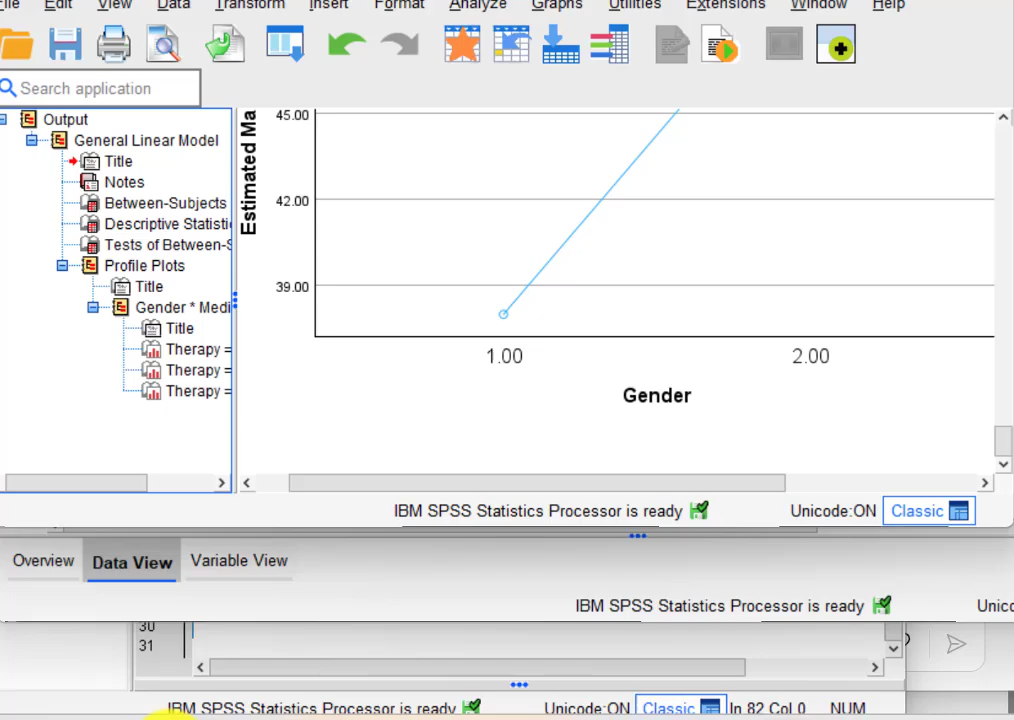 File Edit View Data Transform Insert Format Analyze Graphs Utilities Extensions Window Help
Search application
Output
General Linear Model
Title
Notes
Between-Subjects
Descriptive Statisti
Tests of Between-S
Profile Plots
Title
Gender * Medi
Title
Therapy =
Therapy =
Therapy =
Estimated Ma
45.00
42.00
39.00
1.00 2.00
Gender
IBM SPSS Statistics Processor is ready Unicode:ON Classic
Overview Data View Variable View
IBM SPSS Statistics Processor is ready Unico
30
31
IBM SPSS Statistics Processor is ready Unicode:ON Classic In 82 Col 0 NUM